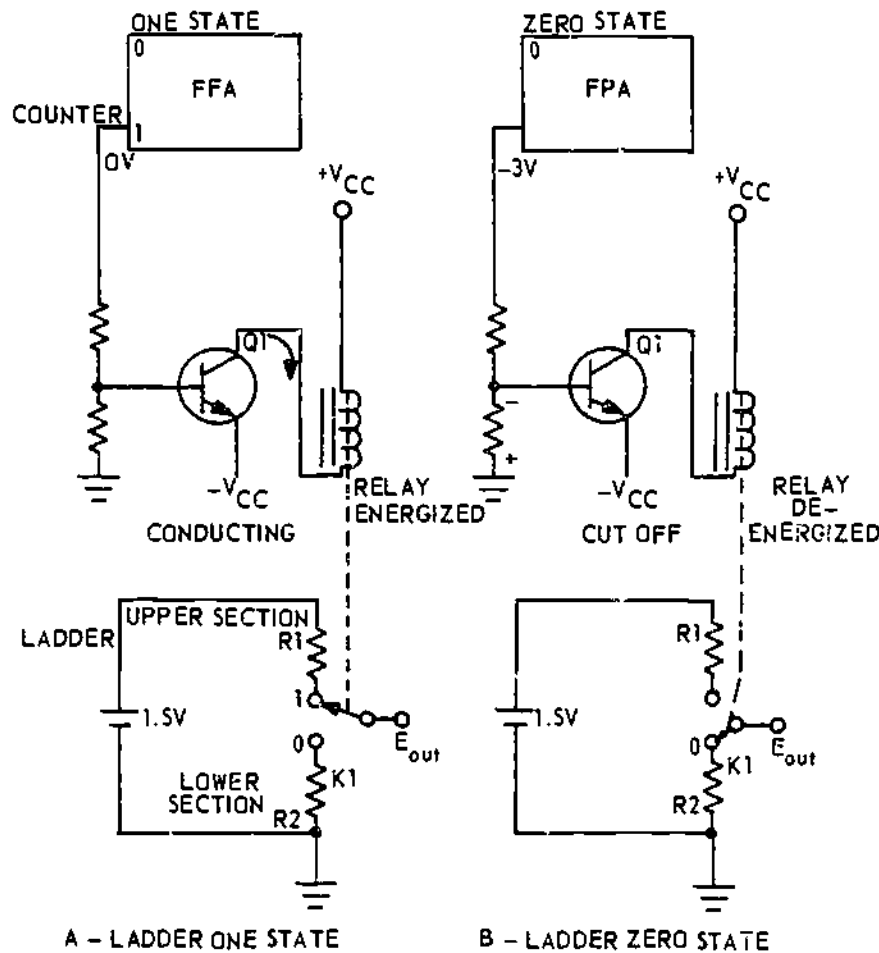 ONE STATE
0
FFA
COUNTER
1
0V
+VCC
Q1
-VCC
CONDUCTING
RELAY
ENERGIZED
LADDER
UPPER SECTION
R1
1
1.5V
0
Eout
LOWER
SECTION
K1
R2
A - LADDER ONE STATE
ZERO STATE
0
FPA
-3V
+VCC
Q1
-
+
-VCC
CUT OFF
RELAY
DE-
ENERGIZED
R1
1.5V
0
Eout
K1
R2
B - LADDER ZERO STATE